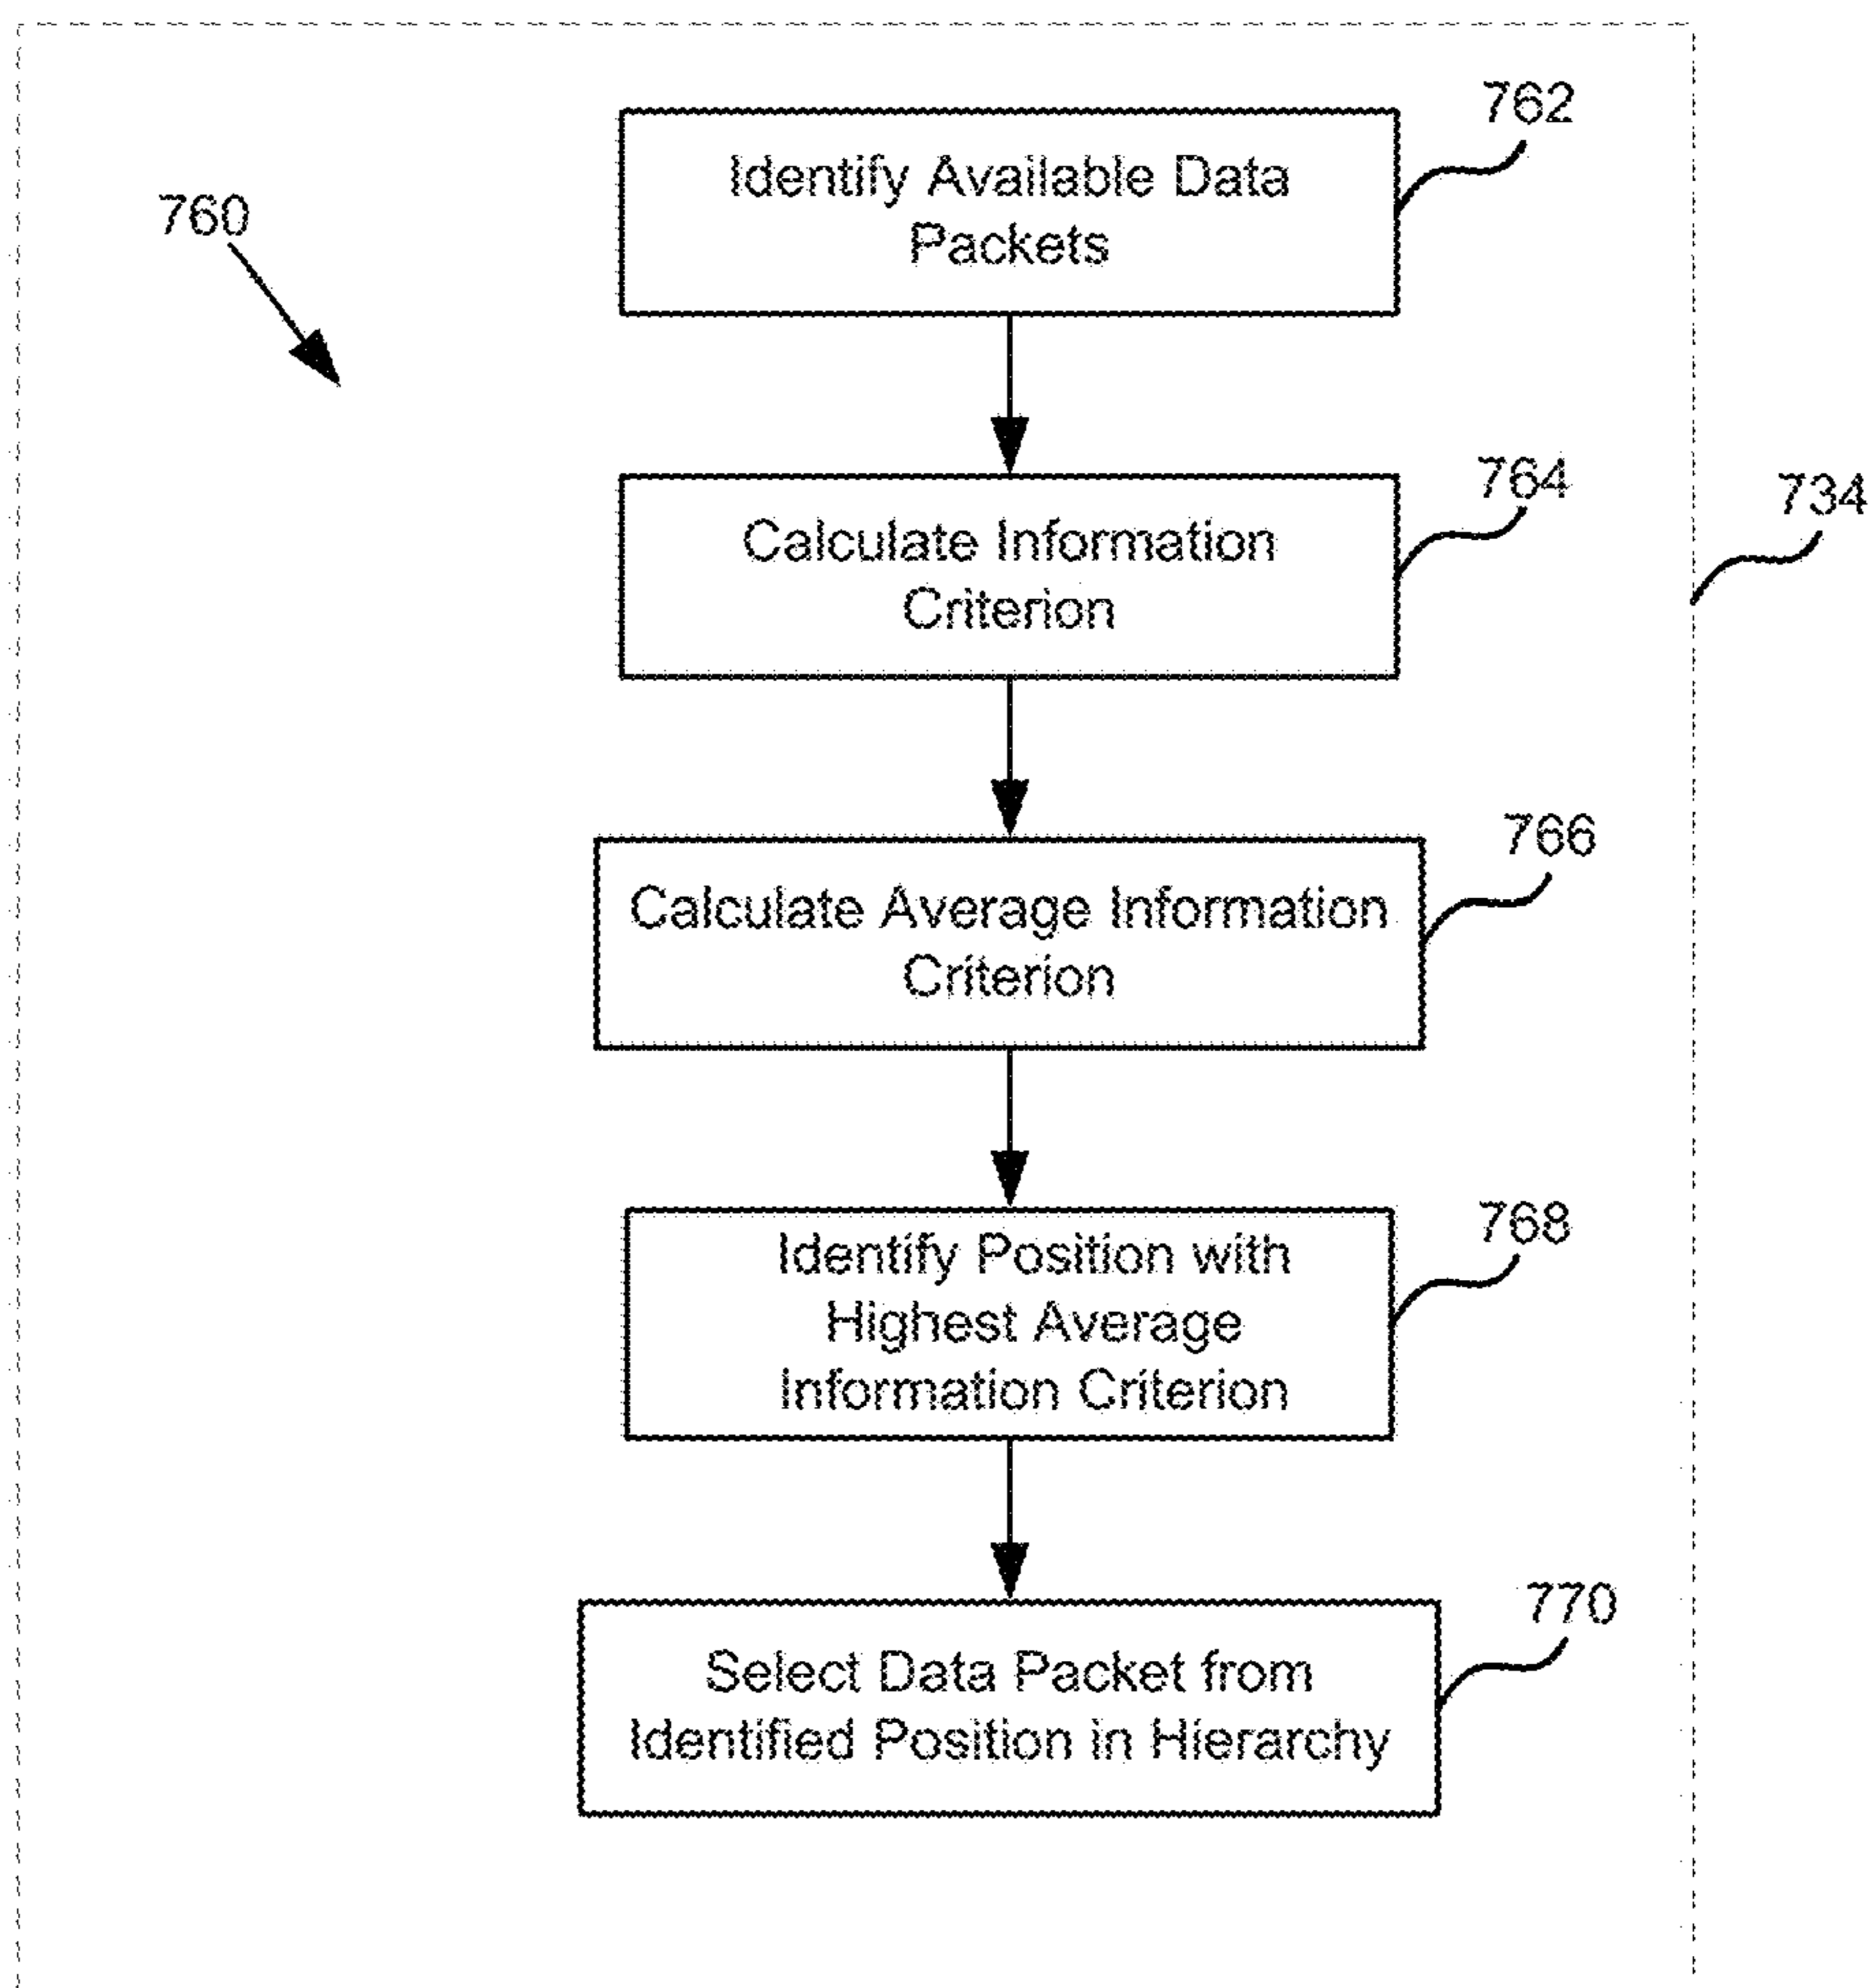 762
Identify Available Data
Packets
760
764
Calculate Information
Criterion
734
766
Calculate Average Information
Criterion
768
Identify Position with
Highest Average
Information Criterion
770
Select Data Packet from
Identified Position in Hierarchy